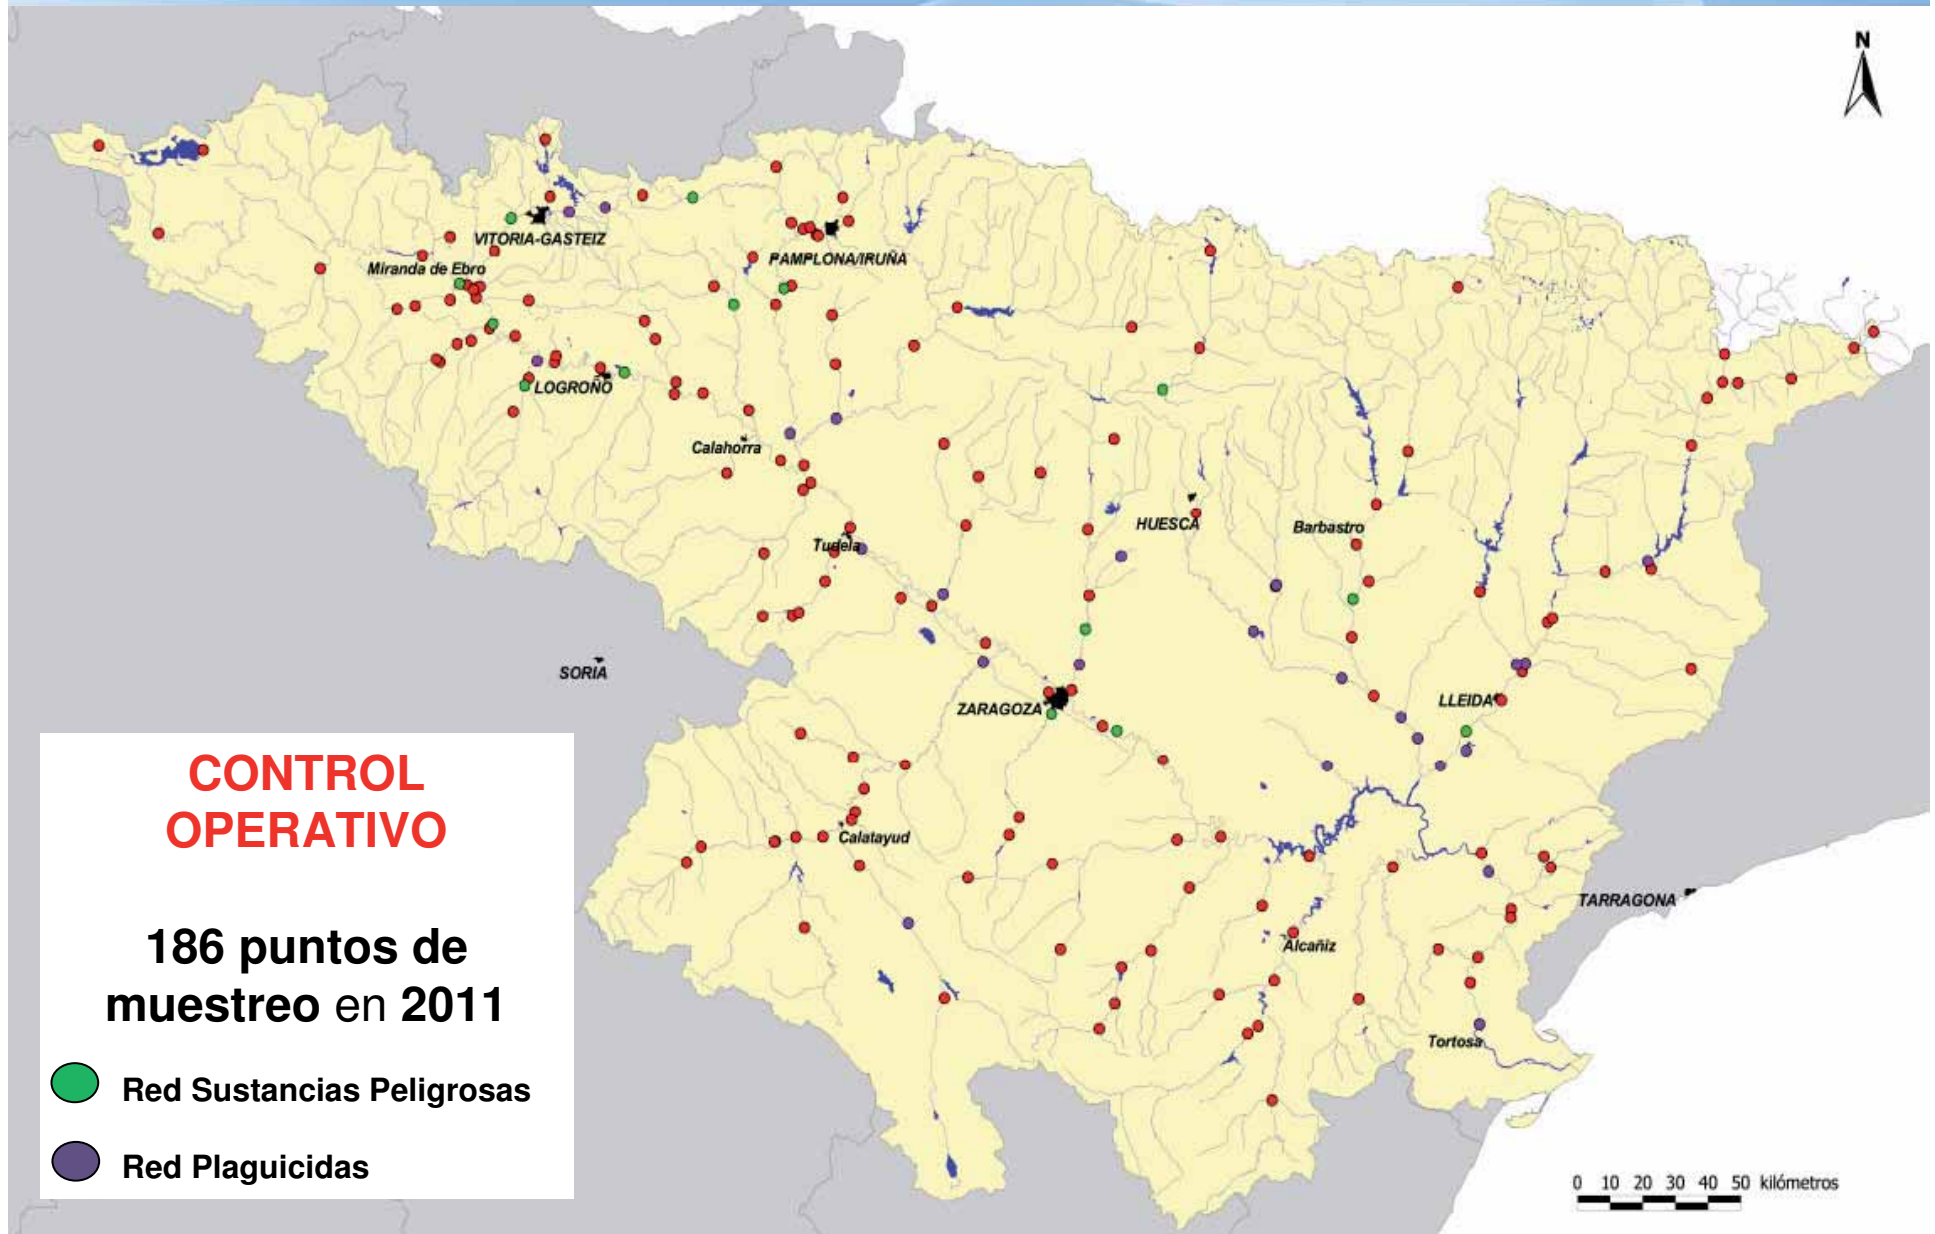 N
VITORIA-GASTEIZ
PAMPLONA/IRUÑA
Miranda de Ebro
LOGROÑO
Calahorra
HUESCA
Barbastro
Tudela
SORIA
ZARAGOZA
LLEIDA
Calatayud
TARRAGONA
Alcañiz
Tortosa
CONTROL
OPERATIVO
186 puntos de
muestreo en 2011
Red Sustancias Peligrosas
Red Plaguicidas
0 10 20 30 40 50 kilómetros